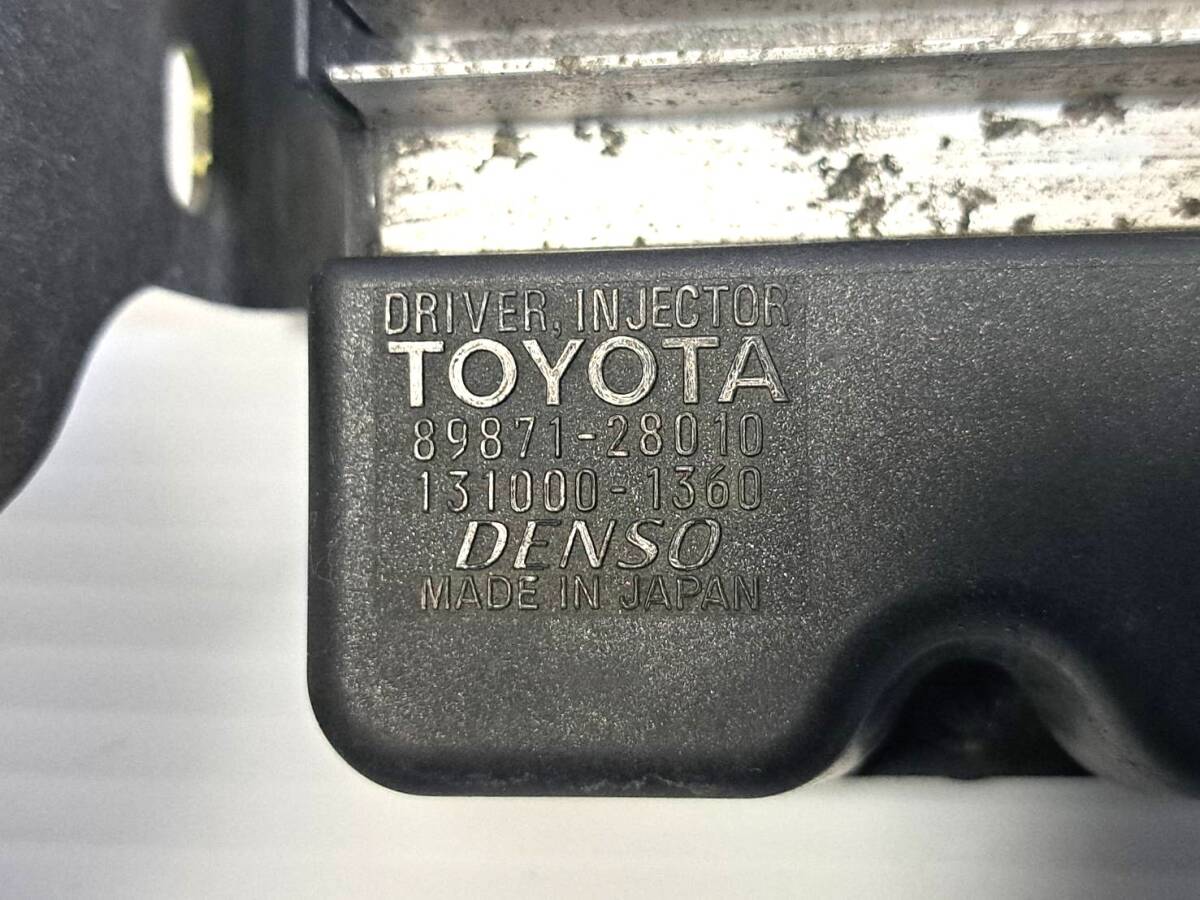 DRIVER, INJECTOR
TOYOTA
89871-28010
131000-1360
DENSO
MADE IN JAPAN